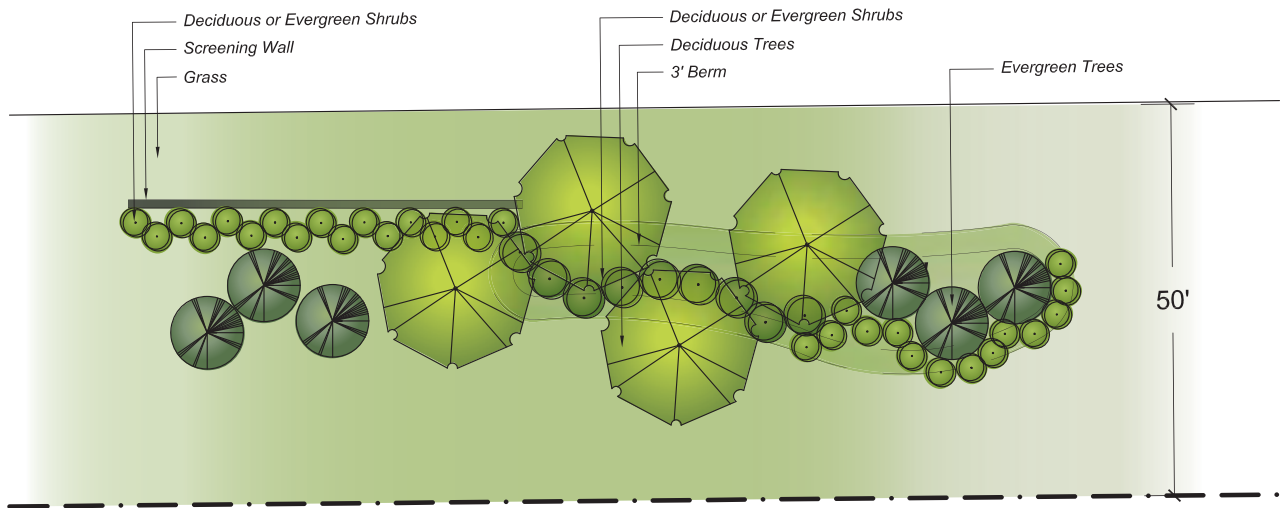 Deciduous or Evergreen Shrubs
Screening Wall
Grass
Deciduous or Evergreen Shrubs
Deciduous Trees
3' Berm
Evergreen Trees
50'